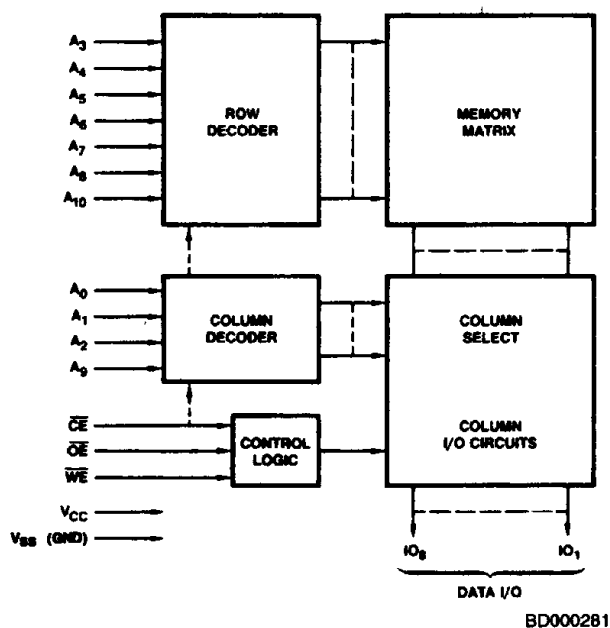 A3
A4
A5
A6
A7
A8
A10
ROW
DECODER
MEMORY
MATRIX
A0
A1
A2
A9
COLUMN
DECODER
COLUMN
SELECT
COLUMN
I/O CIRCUITS
CE
OE
WE
CONTROL
LOGIC
VCC
VSS (GND)
IO8
IO1
DATA I/O
BD000281